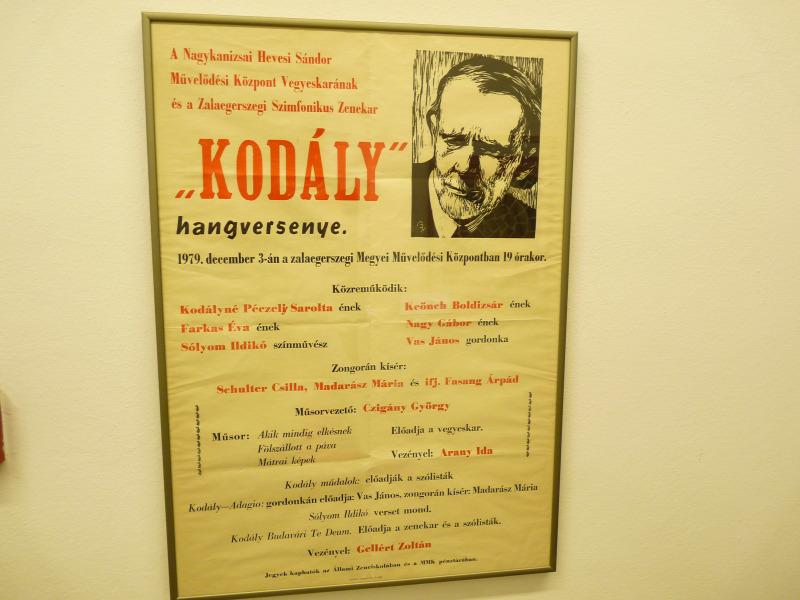 A Nagykanizsai Hevesi Sándor
Művelődési Központ Vegyeskarának
és a Zalaegerszegi Szimfonikus Zenekar
„KODÁLY"
hangversenye.
1979. december 3-án a zalaegerszegi Megyei Művelődési Központban 19 órakor.
Közreműködik:
Kodályné Péczely Sarolta ének
Farkas Éva ének
Sólyom Ildikó színművész
Keönch Boldizsár ének
Nagy Gábor ének
Vas János gordonka
Zongorán kísér:
Schulter Csilla, Madarász Mária és ifj. Fasang Árpád
Műsorvezető: Czigány György
Műsor: Akik mindig elkésnek
Fölszállott a páva
Mátrai képek
Előadja a vegyeskar.
Vezényel: Arany Ida
Kodály műdalok: előadják a szólisták
Kodály—Adagio: gordonkán előadja: Vas János, zongorán kísér: Madarász Mária
Sólyom Ildikó verset mond.
Kodály Budavári Te Deum. Előadja a zenekar és a szólisták.
Vezényel: Gellért Zoltán
Jegyek kaphatók az Állami Zeneiskolában és a MMK pénztárában.